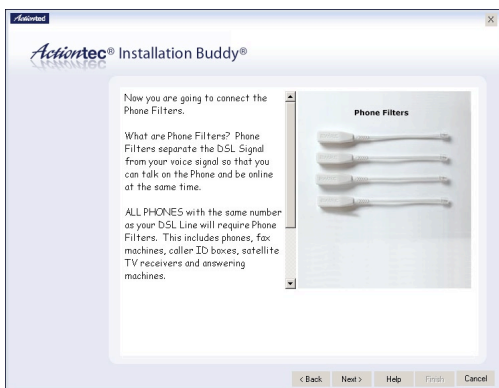 Actiontec
Actiontec® Installation Buddy®
Now you are going to connect the
Phone Filters.
What are Phone Filters? Phone
Filters separate the DSL Signal
from your voice signal so that you
can talk on the Phone and be online
at the same time.
ALL PHONES with the same number
as your DSL Line will require Phone
Filters. This includes phones, fax
machines, caller ID boxes, satellite
TV receivers and answering
machines.
Phone Filters
< Back Next > Help Finish Cancel